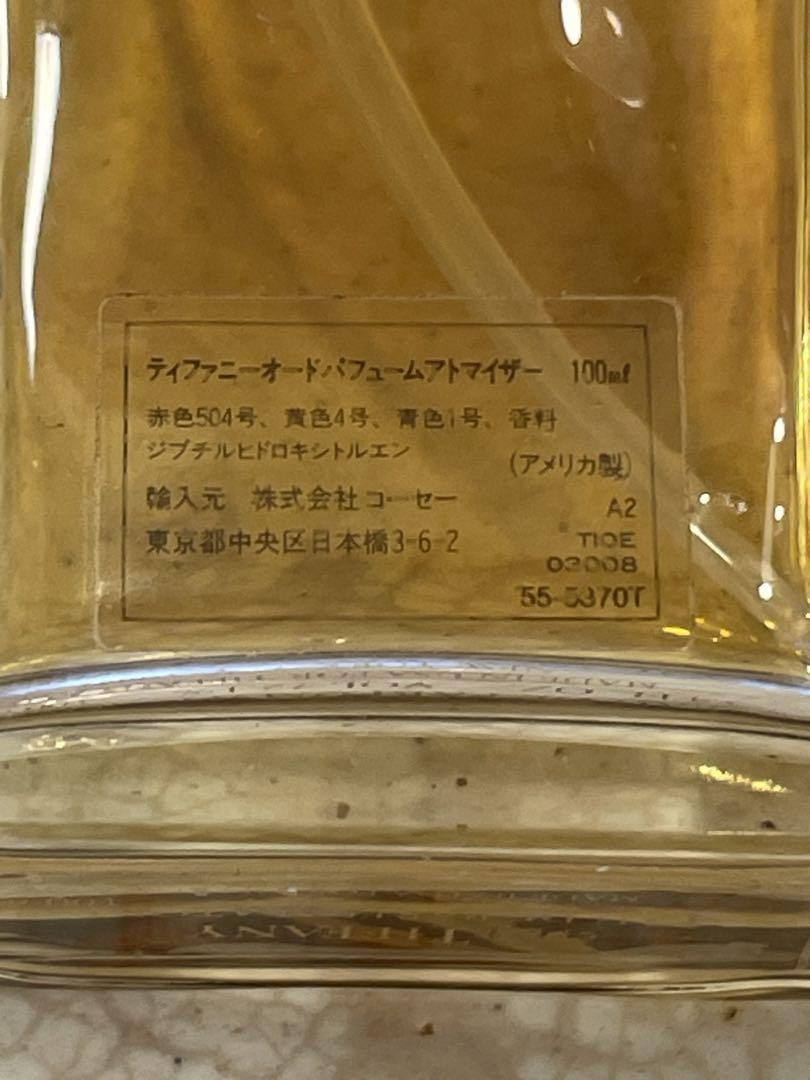 ティファニーオードパフュームアトマイザー 100ml
赤色504号、黄色4号、青色1号、香料
ジブチルヒドロキシトルエン
(アメリカ製)
輸入元 株式会社コーセー
A2
東京都中央区日本橋3-6-2
TIOE
03008
55-5370T
TIFFANY